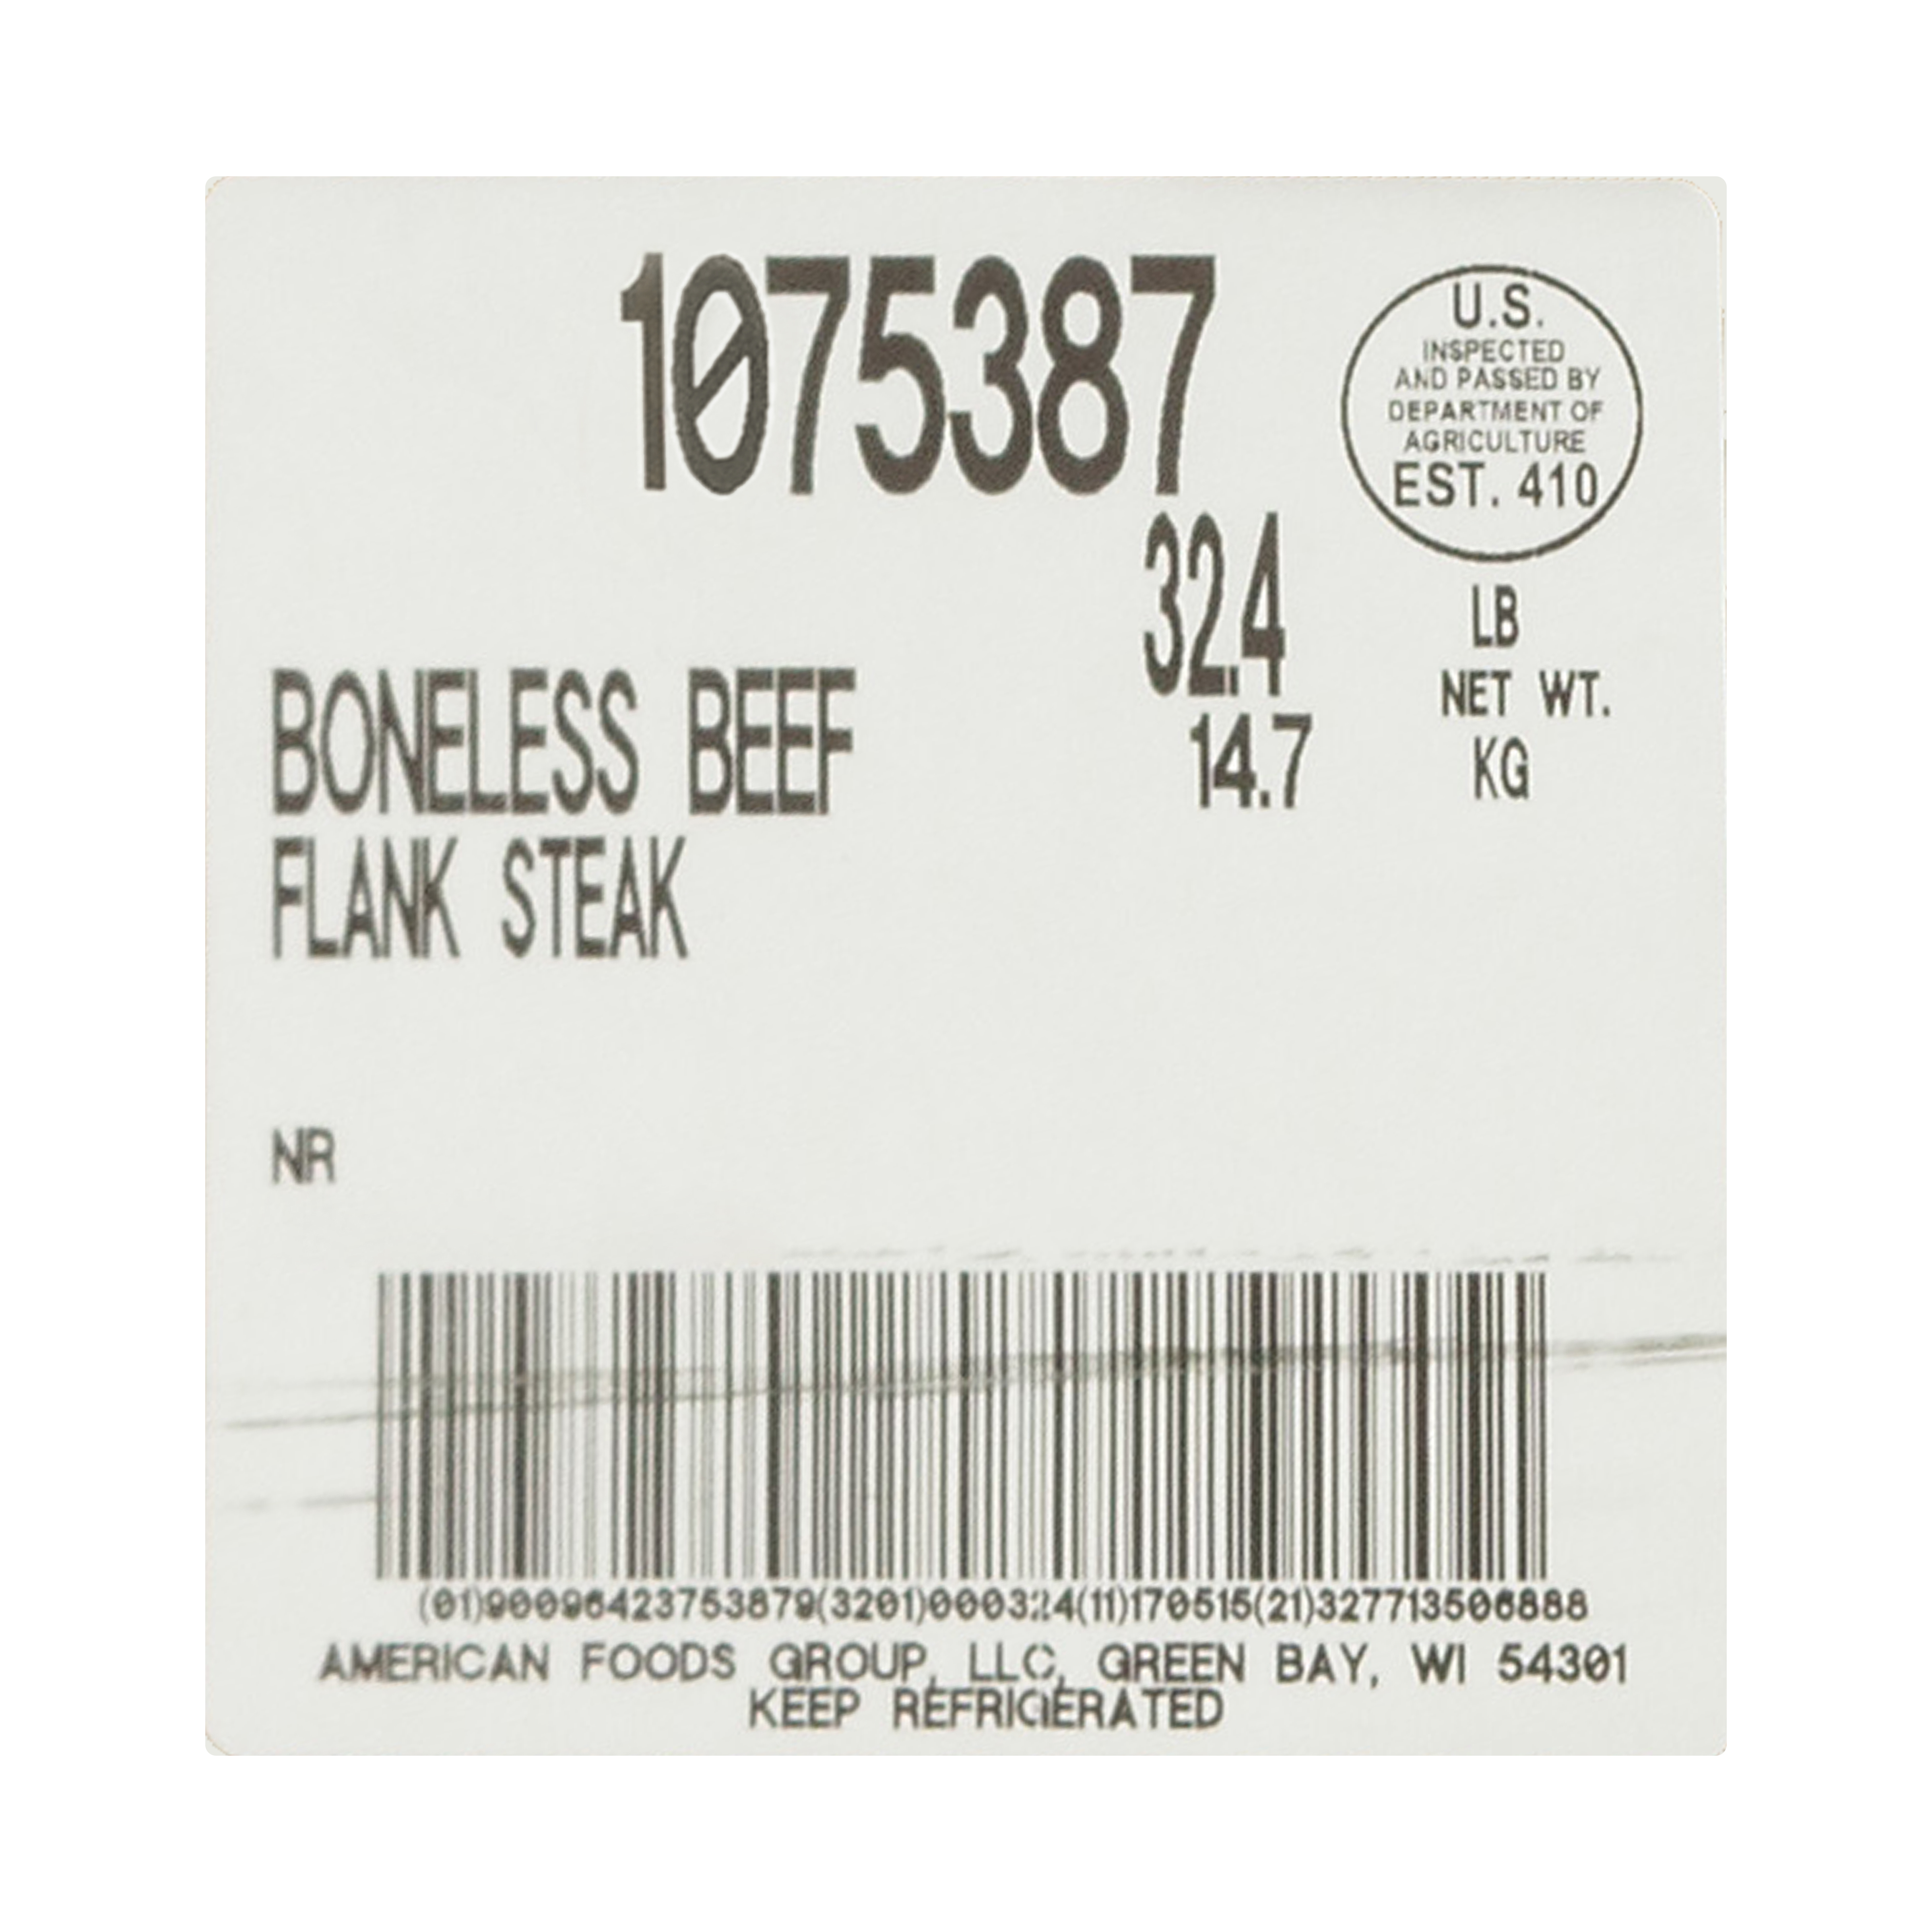 1075387
U.S.
INSPECTED
AND PASSED BY
DEPARTMENT OF
AGRICULTURE
EST. 410
32.4 LB
NET WT.
14.7 KG
BONELESS BEEF
FLANK STEAK
NR
(01)90096423753879(3201)000324(11)170515(21)327713506888
AMERICAN FOODS GROUP, LLC, GREEN BAY, WI 54301
KEEP REFRIGERATED